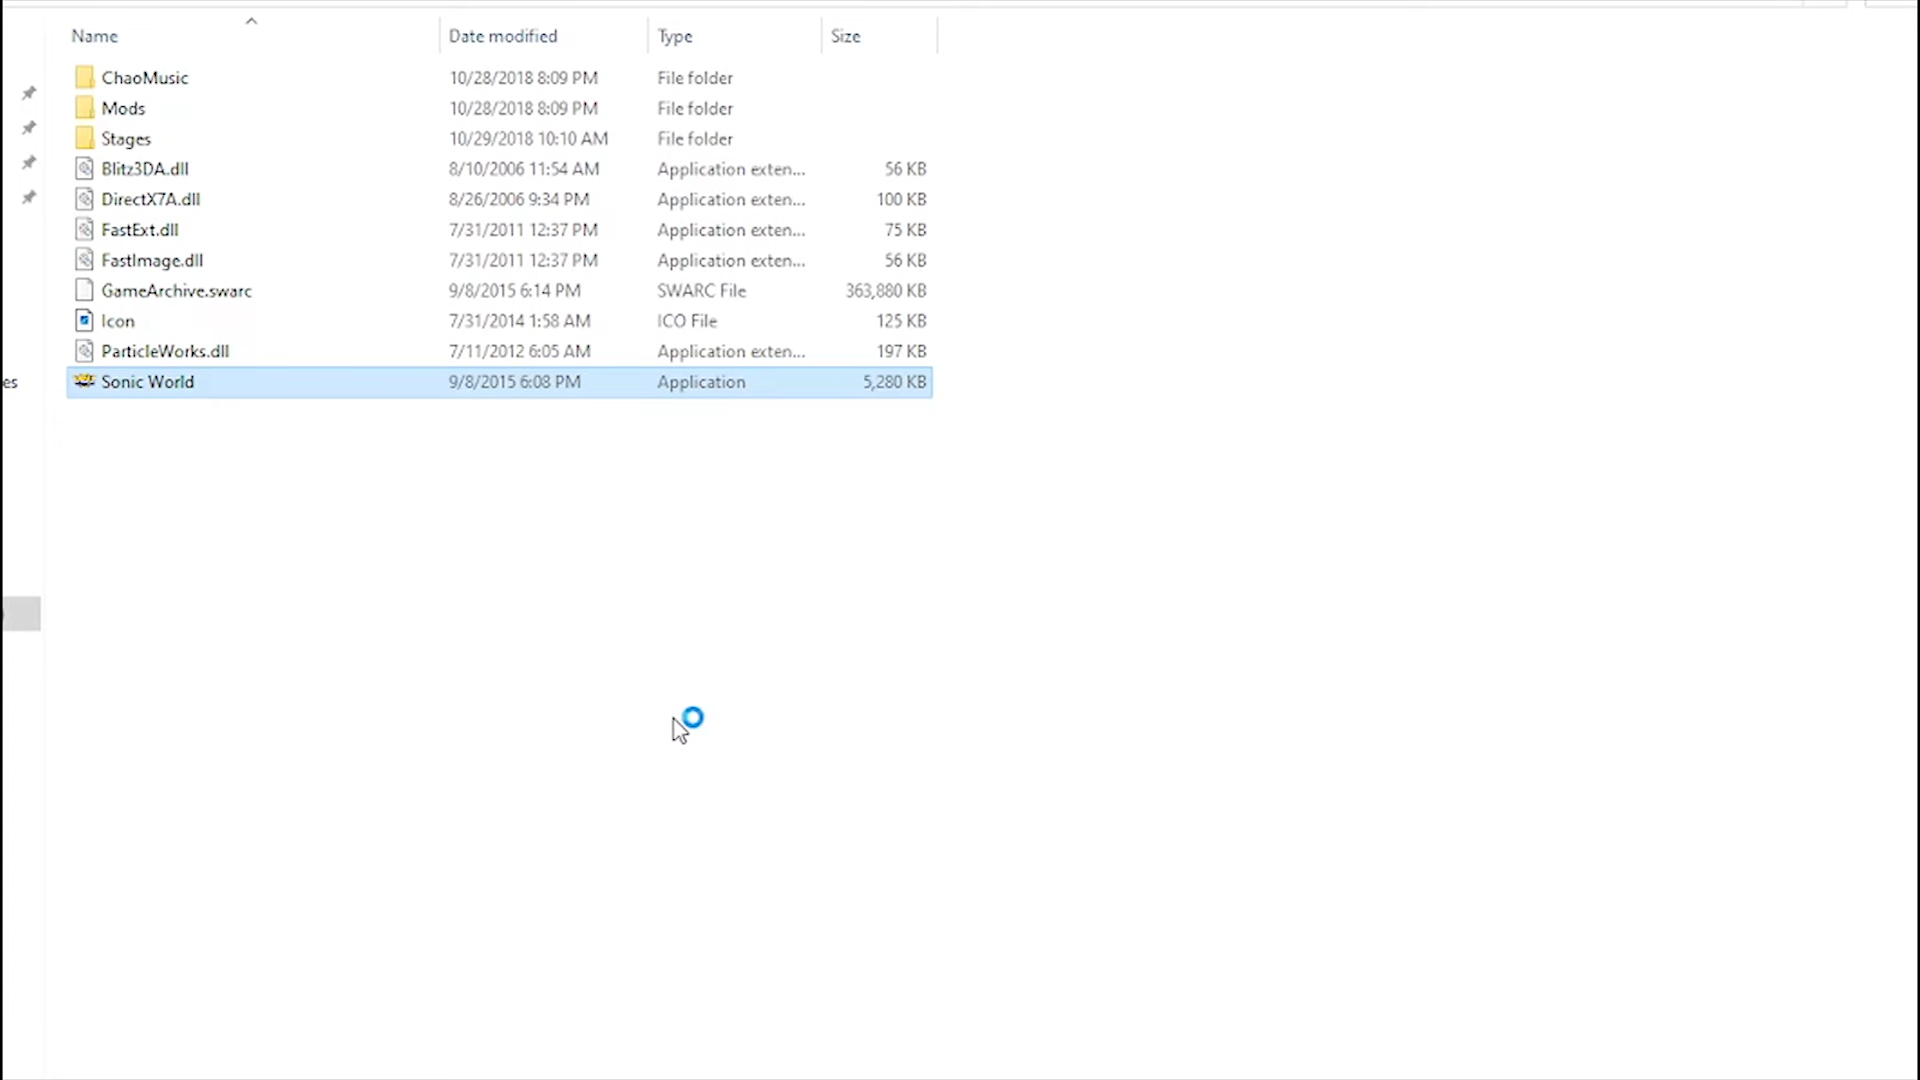 Name Date modified Type Size
ChaoMusic 10/28/2018 8:09 PM File folder
Mods 10/28/2018 8:09 PM File folder
Stages 10/29/2018 10:10 AM File folder
Blitz3DA.dll 8/10/2006 11:54 AM Application exten... 56 KB
DirectX7A.dll 8/26/2006 9:34 PM Application exten... 100 KB
FastExt.dll 7/31/2011 12:37 PM Application exten... 75 KB
FastImage.dll 7/31/2011 12:37 PM Application exten... 56 KB
GameArchive.swarc 9/8/2015 6:14 PM SWARC File 363,880 KB
Icon 7/31/2014 1:58 AM ICO File 125 KB
ParticleWorks.dll 7/11/2012 6:05 AM Application exten... 197 KB
es Sonic World 9/8/2015 6:08 PM Application 5,280 KB